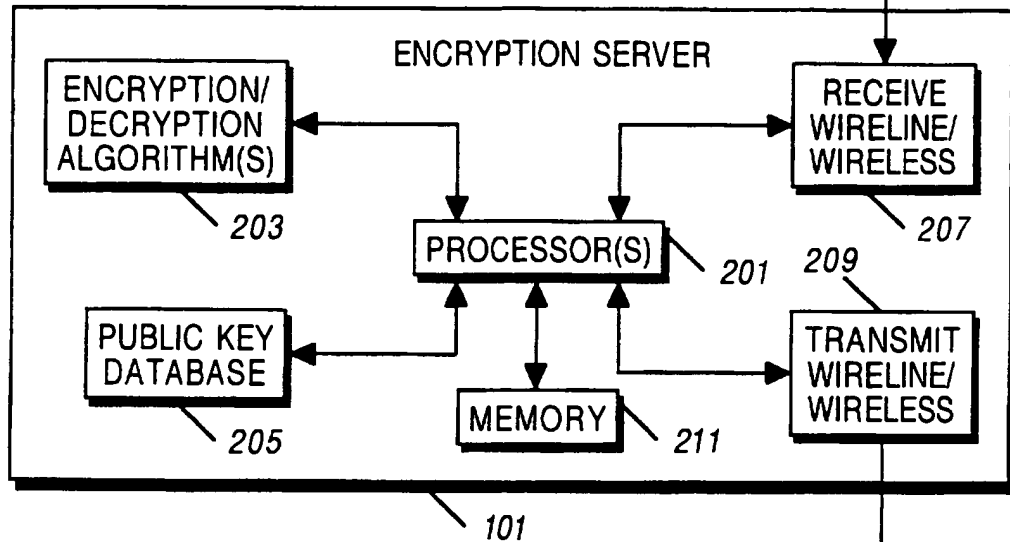 ENCRYPTION SERVER
ENCRYPTION/
DECRYPTION
ALGORITHM(S)
203
RECEIVE
WIRELINE/
WIRELESS
207
PROCESSOR(S)
201
PUBLIC KEY
DATABASE
205
MEMORY
211
209
TRANSMIT
WIRELINE/
WIRELESS
101